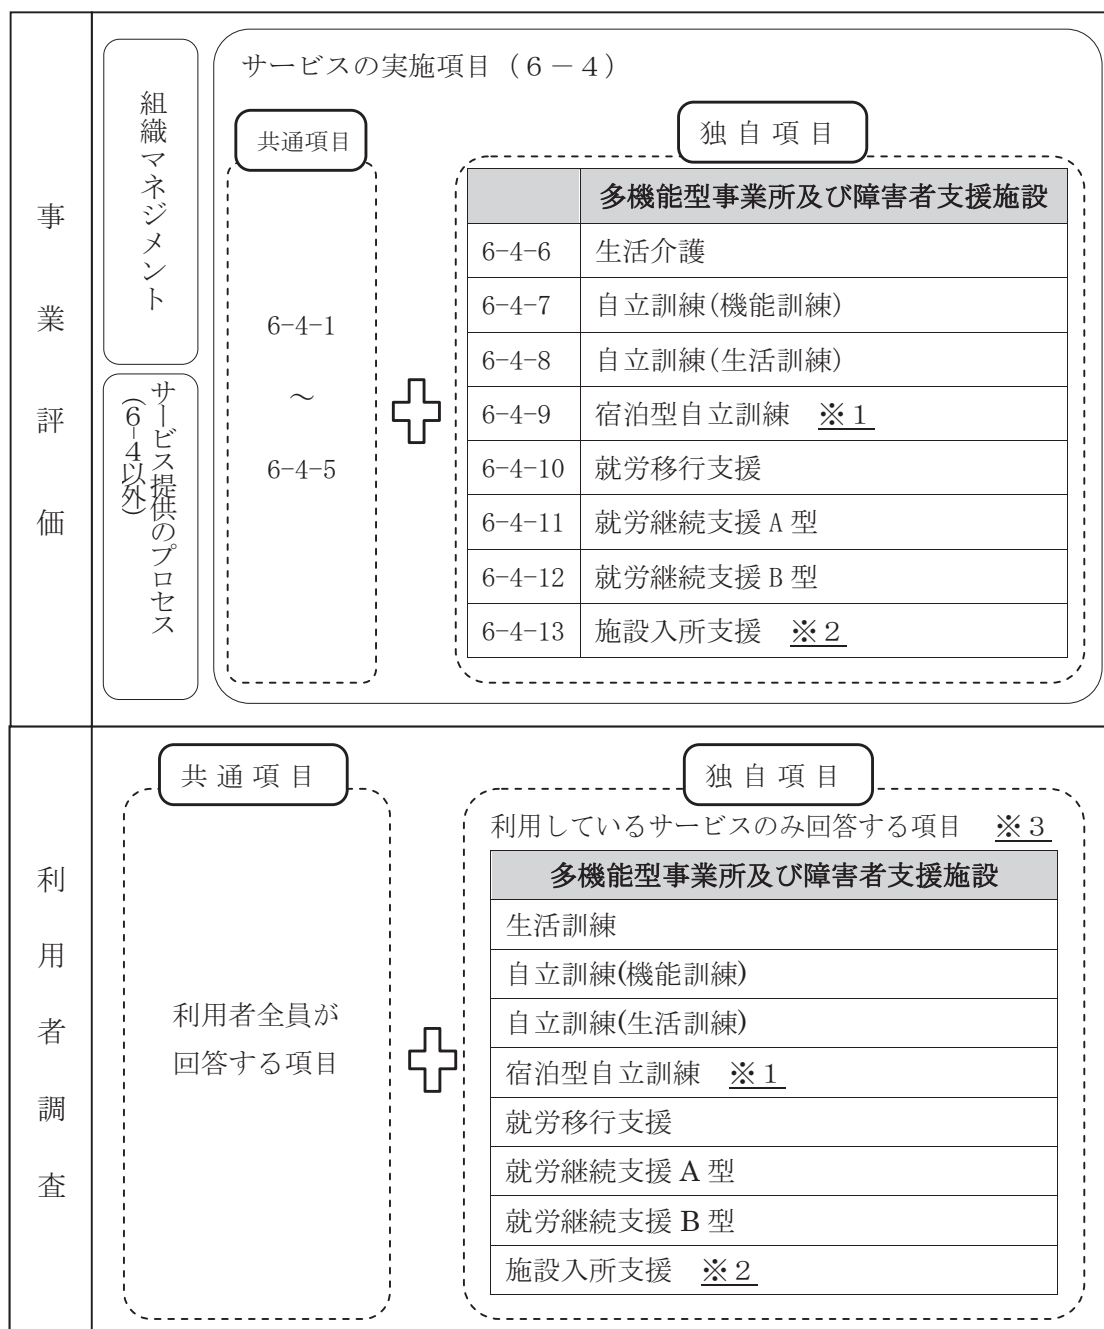 事業評価
組織マネジメント
サービス提供のプロセス
(6-4以外)
サービスの実施項目（６－４）
共通項目
6-4-1
～
6-4-5
独自項目
多機能型事業所及び障害者支援施設
6-4-6 生活介護
6-4-7 自立訓練(機能訓練)
6-4-8 自立訓練(生活訓練)
6-4-9 宿泊型自立訓練 ※１
6-4-10 就労移行支援
6-4-11 就労継続支援 A 型
6-4-12 就労継続支援 B 型
6-4-13 施設入所支援 ※２
利用者調査
共通項目
利用者全員が
回答する項目
独自項目
利用しているサービスのみ回答する項目 ※３
多機能型事業所及び障害者支援施設
生活訓練
自立訓練(機能訓練)
自立訓練(生活訓練)
宿泊型自立訓練 ※１
就労移行支援
就労継続支援 A 型
就労継続支援 B 型
施設入所支援 ※２